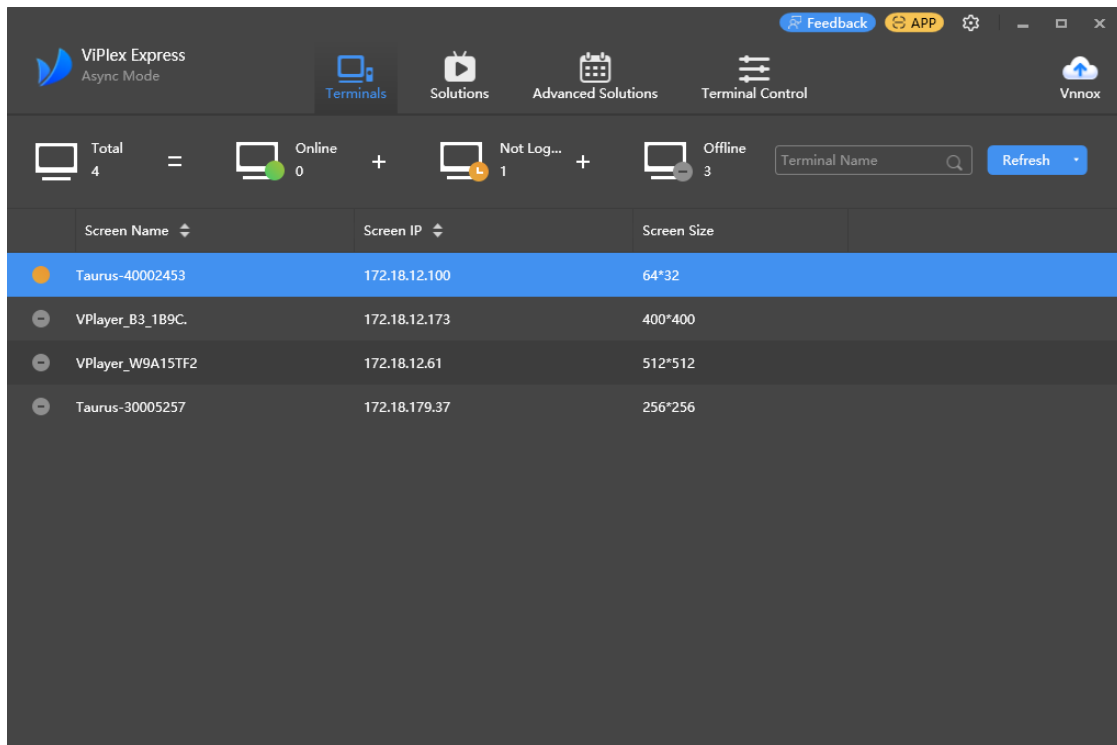 Feedback
APP
ViPlex Express
Async Mode
Terminals
Solutions
Advanced Solutions
Terminal Control
Vnnox
Total
4
=
Online
0
+
Not Log...
1
+
Offline
3
Terminal Name
Refresh
Screen Name
Screen IP
Screen Size
Taurus-40002453 172.18.12.100 64*32
VPlayer_B3_1B9C. 172.18.12.173 400*400
VPlayer_W9A15TF2 172.18.12.61 512*512
Taurus-30005257 172.18.179.37 256*256